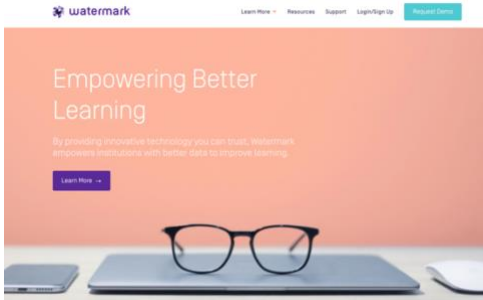 watermark
Learn More
Resources
Support
Login/Sign Up
Request Demo
Empowering Better
Learning
By providing innovative technology you can trust, Watermark
empowers institutions with better data to improve learning.
Learn More →